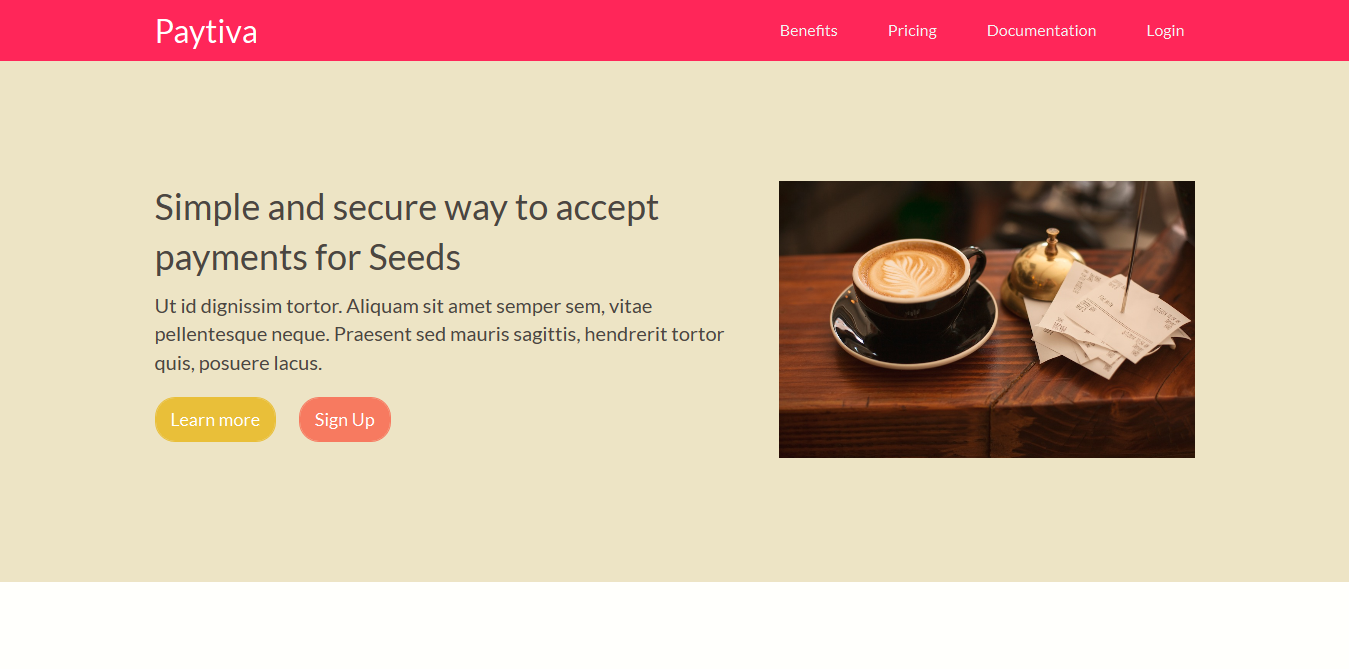 Paytiva
Benefits
Pricing
Documentation
Login
Simple and secure way to accept
payments for Seeds
Ut id dignissim tortor. Aliquam sit amet semper sem, vitae
pellentesque neque. Praesent sed mauris sagittis, hendrerit tortor
quis, posuere lacus.
Learn more
Sign Up